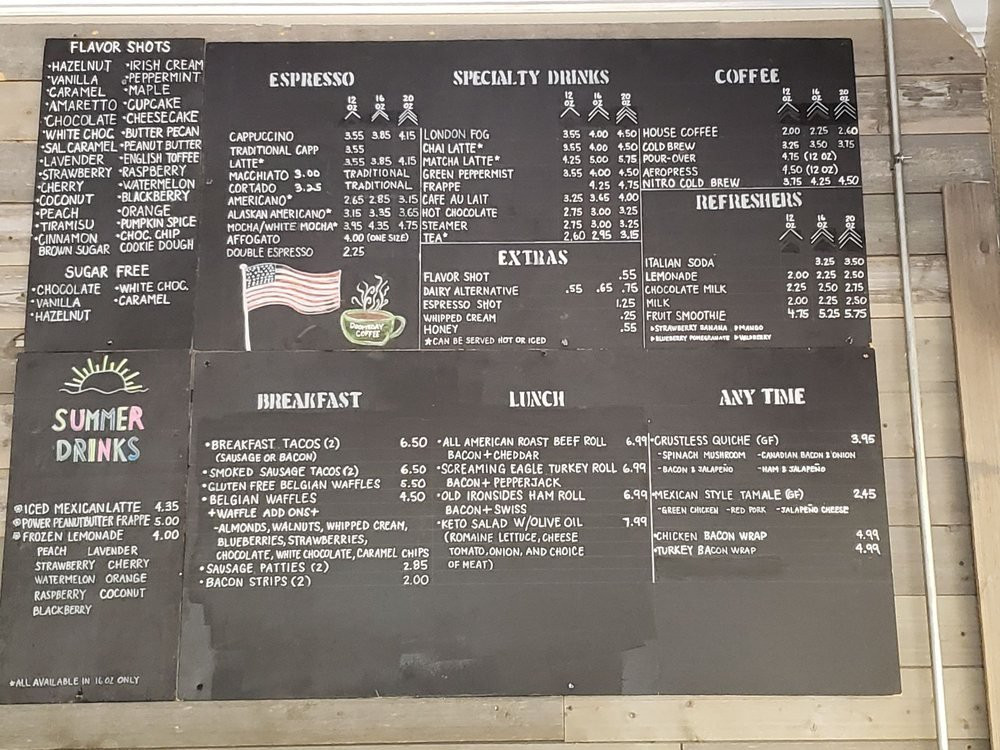 FLAVOR SHOTS
•HAZELNUT •IRISH CREAM
•VANILLA •PEPPERMINT
•CARAMEL •MAPLE
•AMARETTO •CUPCAKE
•CHOCOLATE •CHEESECAKE
•WHITE CHOC •BUTTER PECAN
•SAL.CARAMEL •PEANUT BUTTER
•LAVENDER •ENGLISH TOFFEE
•STRAWBERRY •RASPBERRY
•CHERRY •WATERMELON
•COCONUT •BLACKBERRY
•PEACH •ORANGE
•TIRAMISU •PUMPKIN SPICE
•CINNAMON •CHOC. CHIP
BROWN SUGAR COOKIE DOUGH
SUGAR FREE
•CHOCOLATE •WHITE CHOC.
•VANILLA •CARAMEL
•HAZELNUT
ESPRESSO
12 OZ 16 OZ 20 OZ
CAPPUCCINO 3.55 3.85 4.15
TRADITIONAL CAPP 3.55
LATTE* 3.55 3.85 4.15
MACCHIATO 3.00 TRADITIONAL
CORTADO 3.25 TRADITIONAL
AMERICANO* 2.65 2.85 3.15
ALASKAN AMERICANO* 3.15 3.35 3.65
MOCHA/WHITE MOCHA* 3.95 4.35 4.75
AFFOGATO 4.00 (ONE SIZE)
DOUBLE ESPRESSO 2.25
DOOMSDAY
COFFEE
SPECIALTY DRINKS
12 OZ 16 OZ 20 OZ
LONDON FOG 3.55 4.00 4.50
CHAI LATTE* 3.55 4.00 4.50
MATCHA LATTE* 4.25 5.00 5.75
GREEN PEPPERMIST 3.55 4.00 4.50
FRAPPE 4.25 4.75
CAFE AU LAIT 3.25 3.65 4.00
HOT CHOCOLATE 2.75 3.00 3.25
STEAMER 2.75 3.00 3.25
TEA* 2.60 2.95 3.15
EXTRAS
FLAVOR SHOT .55
DAIRY ALTERNATIVE .55 .65 .75
ESPRESSO SHOT 1.25
WHIPPED CREAM .25
HONEY .55
*CAN BE SERVED HOT OR ICED
COFFEE
12 OZ 16 OZ 20 OZ
HOUSE COFFEE 2.00 2.25 2.60
COLD BREW 3.25 3.50 3.75
POUR-OVER 4.75 (12 OZ)
AEROPRESS 4.50 (12 OZ)
NITRO COLD BREW 3.75 4.25 4.50
REFRESHERS
12 OZ 16 OZ 20 OZ
ITALIAN SODA 3.25 3.50
LEMONADE 2.00 2.25 2.50
CHOCOLATE MILK 2.25 2.50 2.75
MILK 2.00 2.25 2.50
FRUIT SMOOTHIE 4.75 5.25 5.75
▸STRAWBERRY BANANA ▸MANGO
▸BLUEBERRY POMEGRANATE ▸WILDBERRY
SUMMER
DRINKS
ICED MEXICAN LATTE 4.35
POWER PEANUTBUTTER FRAPPE 5.00
FROZEN LEMONADE 4.00
PEACH LAVENDER
STRAWBERRY CHERRY
WATERMELON ORANGE
RASPBERRY COCONUT
BLACKBERRY
*ALL AVAILABLE IN 16 OZ ONLY
BREAKFAST
•BREAKFAST TACOS (2) 6.50
(SAUSAGE OR BACON)
•SMOKED SAUSAGE TACOS (2) 6.50
•GLUTEN FREE BELGIAN WAFFLES 5.50
•BELGIAN WAFFLES 4.50
+WAFFLE ADD ONS+
-ALMONDS, WALNUTS, WHIPPED CREAM,
BLUEBERRIES, STRAWBERRIES,
CHOCOLATE, WHITE CHOCOLATE, CARAMEL CHIPS
•SAUSAGE PATTIES (2) 2.85
•BACON STRIPS (2) 2.00
LUNCH
•ALL AMERICAN ROAST BEEF ROLL 6.99
BACON + CHEDDAR
•SCREAMING EAGLE TURKEY ROLL 6.99
BACON + PEPPERJACK
•OLD IRONSIDES HAM ROLL 6.99
BACON + SWISS
•KETO SALAD W/OLIVE OIL 7.99
(ROMAINE LETTUCE, CHEESE
TOMATO, ONION, AND CHOICE
OF MEAT)
ANY TIME
•CRUSTLESS QUICHE (GF) 3.95
-SPINACH MUSHROOM -CANADIAN BACON & ONION
-BACON & JALAPEÑO -HAM & JALAPEÑO
•MEXICAN STYLE TAMALE (GF) 2.45
-GREEN CHICKEN -RED PORK -JALAPEÑO CHEESE
•CHICKEN BACON WRAP 4.99
•TURKEY BACON WRAP 4.99